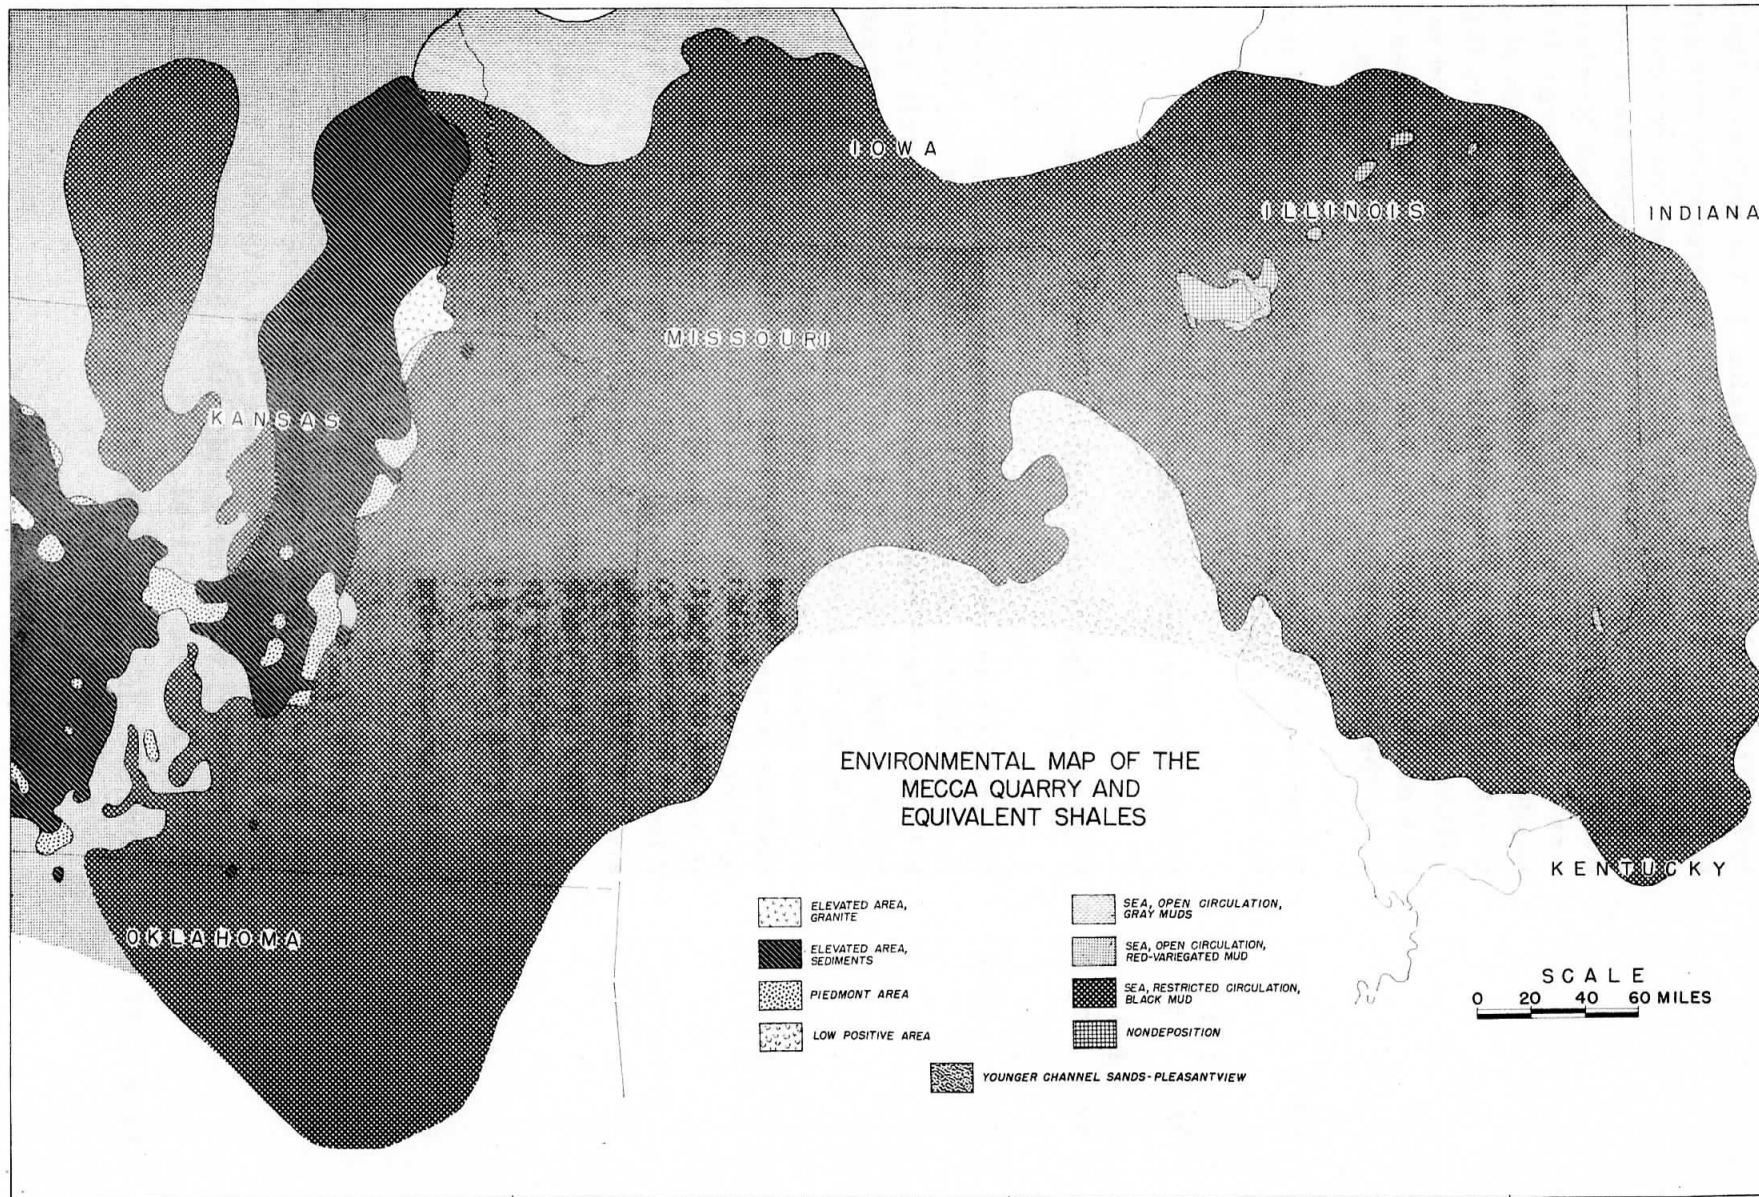 IOWA
ILLINOIS
INDIANA
MISSOURI
KANSAS
ENVIRONMENTAL MAP OF THE
MECCA QUARRY AND
EQUIVALENT SHALES
KENTUCKY
OKLAHOMA
ELEVATED AREA,
GRANITE
ELEVATED AREA,
SEDIMENTS
PIEDMONT AREA
LOW POSITIVE AREA
SEA, OPEN CIRCULATION,
GRAY MUDS
SEA, OPEN CIRCULATION,
RED-VARIEGATED MUD
SEA, RESTRICTED CIRCULATION,
BLACK MUD
NONDEPOSITION
YOUNGER CHANNEL SANDS-PLEASANTVIEW
SCALE
0 20 40 60 MILES